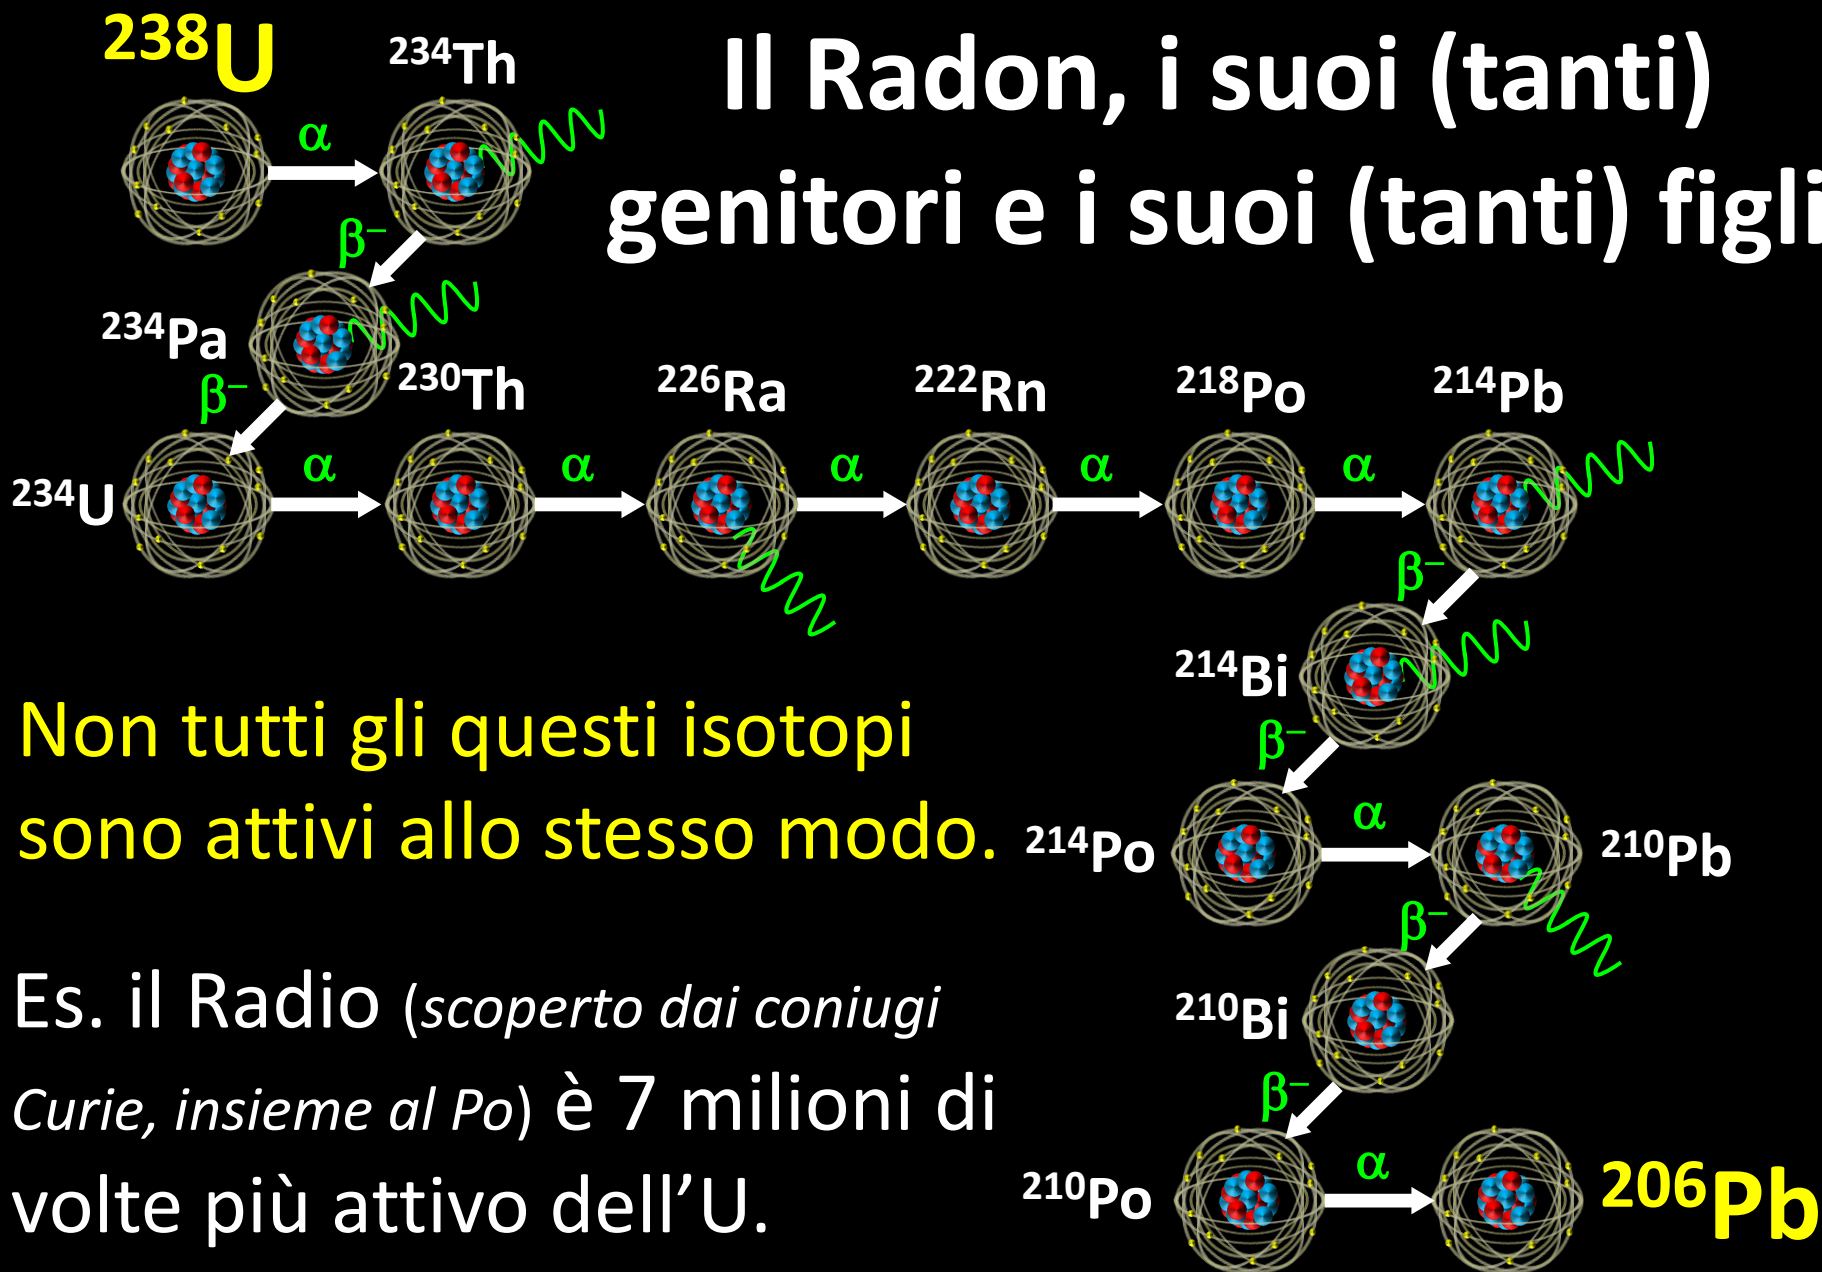 Il Radon, i suoi (tanti)
genitori e i suoi (tanti) figli
²³⁸U
α
²³⁴Th
β⁻
²³⁴Pa
β⁻
²³⁴U
α
²³⁰Th
α
²²⁶Ra
α
²²²Rn
α
²¹⁸Po
α
²¹⁴Pb
β⁻
²¹⁴Bi
β⁻
²¹⁴Po
α
²¹⁰Pb
β⁻
²¹⁰Bi
β⁻
²¹⁰Po
α
²⁰⁶Pb
Non tutti gli questi isotopi
sono attivi allo stesso modo.
Es. il Radio (scoperto dai coniugi
Curie, insieme al Po) è 7 milioni di
volte più attivo dell’U.